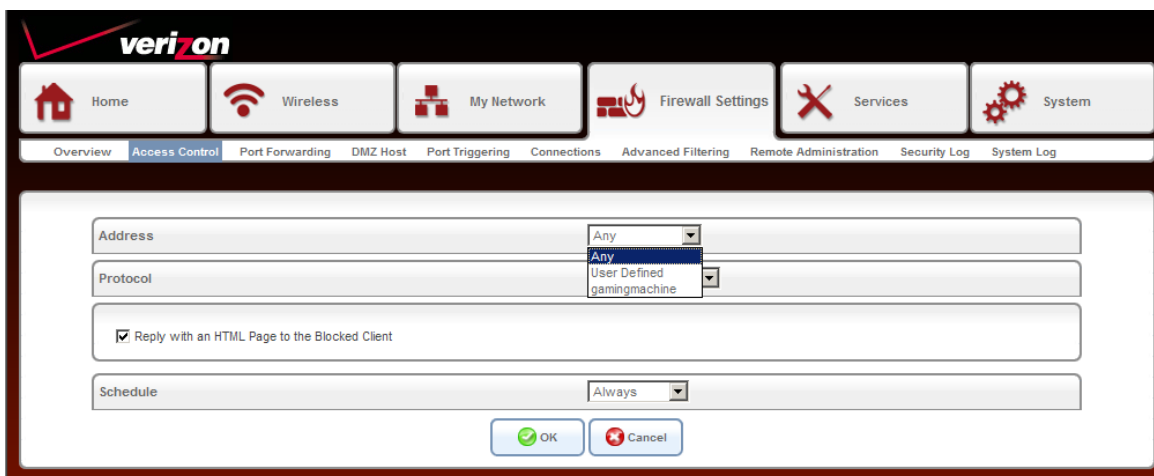 verizon
Home Wireless My Network Firewall Settings Services System
Overview Access Control Port Forwarding DMZ Host Port Triggering Connections Advanced Filtering Remote Administration Security Log System Log
Address Any
Any
Protocol User Defined
gamingmachine
Reply with an HTML Page to the Blocked Client
Schedule Always
OK Cancel